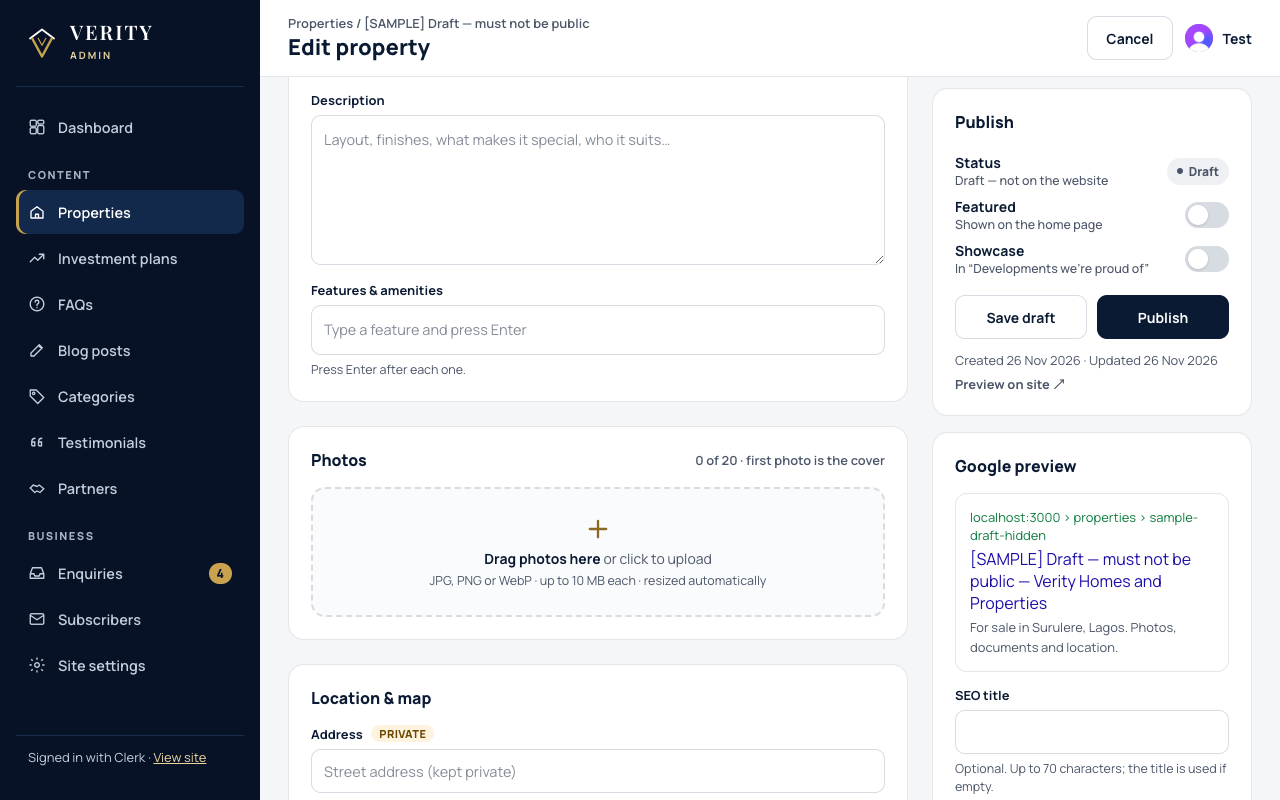 VERITY
ADMIN
Dashboard
CONTENT
Properties
Investment plans
FAQs
Blog posts
Categories
Testimonials
Partners
BUSINESS
Enquiries
4
Subscribers
Site settings
Signed in with Clerk · View site
Properties / [SAMPLE] Draft — must not be public
Edit property
Cancel
Test
Description
Layout, finishes, what makes it special, who it suits…
Features & amenities
Type a feature and press Enter
Press Enter after each one.
Photos
0 of 20 · first photo is the cover
Drag photos here or click to upload
JPG, PNG or WebP · up to 10 MB each · resized automatically
Location & map
Address
PRIVATE
Street address (kept private)
Publish
Status
Draft — not on the website
Draft
Featured
Shown on the home page
Showcase
In “Developments we’re proud of”
Save draft
Publish
Created 26 Nov 2026 · Updated 26 Nov 2026
Preview on site ↗
Google preview
localhost:3000 › properties › sample-
draft-hidden
[SAMPLE] Draft — must not be
public — Verity Homes and
Properties
For sale in Surulere, Lagos. Photos,
documents and location.
SEO title
Optional. Up to 70 characters; the title is used if
empty.